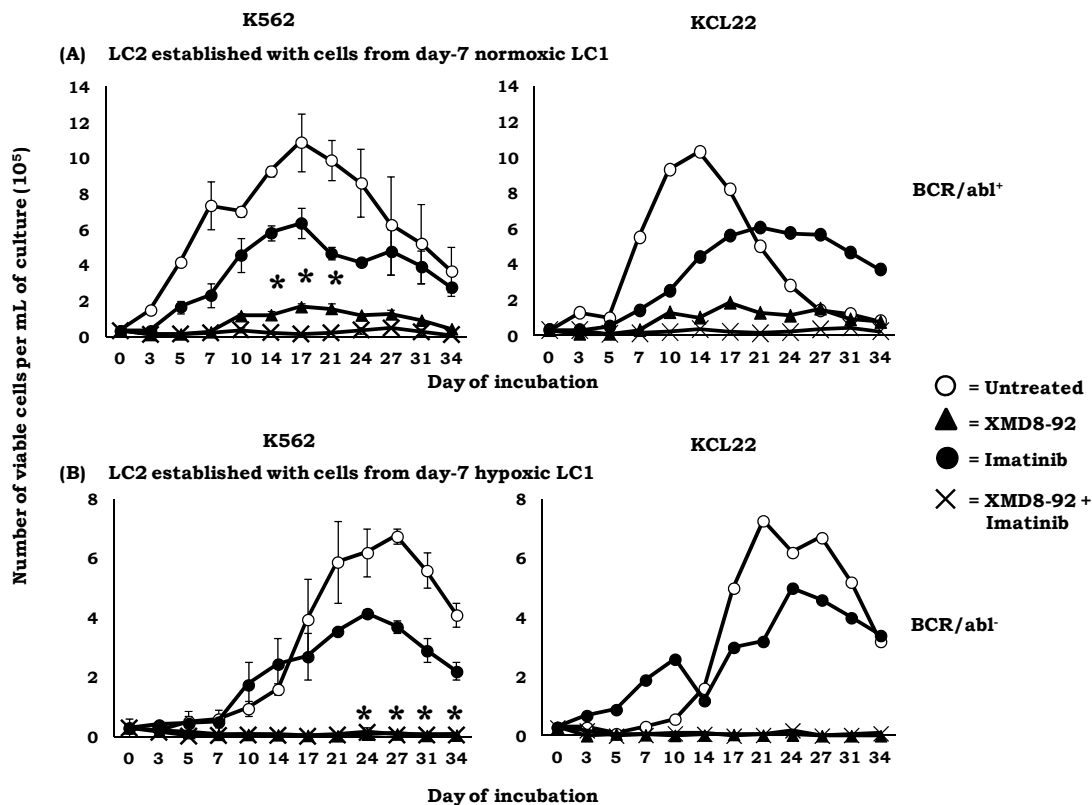 K562
KCL22
(A) LC2 established with cells from day-7 normoxic LC1
14
12
10
8
6
4
2
0
0 3 5 7 10 14 17 21 24 27 31 34
* * *
14
12
10
8
6
4
2
0
0 3 5 7 10 14 17 21 24 27 31 34
BCR/abl⁺
Day of incubation
Number of viable cells per mL of culture (10⁵)
= Untreated
= XMD8-92
= Imatinib
= XMD8-92 +
Imatinib
K562
KCL22
(B) LC2 established with cells from day-7 hypoxic LC1
8
6
4
2
0
0 3 5 7 10 14 17 21 24 27 31 34
* * * *
8
6
4
2
0
0 3 5 7 10 14 17 21 24 27 31 34
BCR/abl⁻
Day of incubation